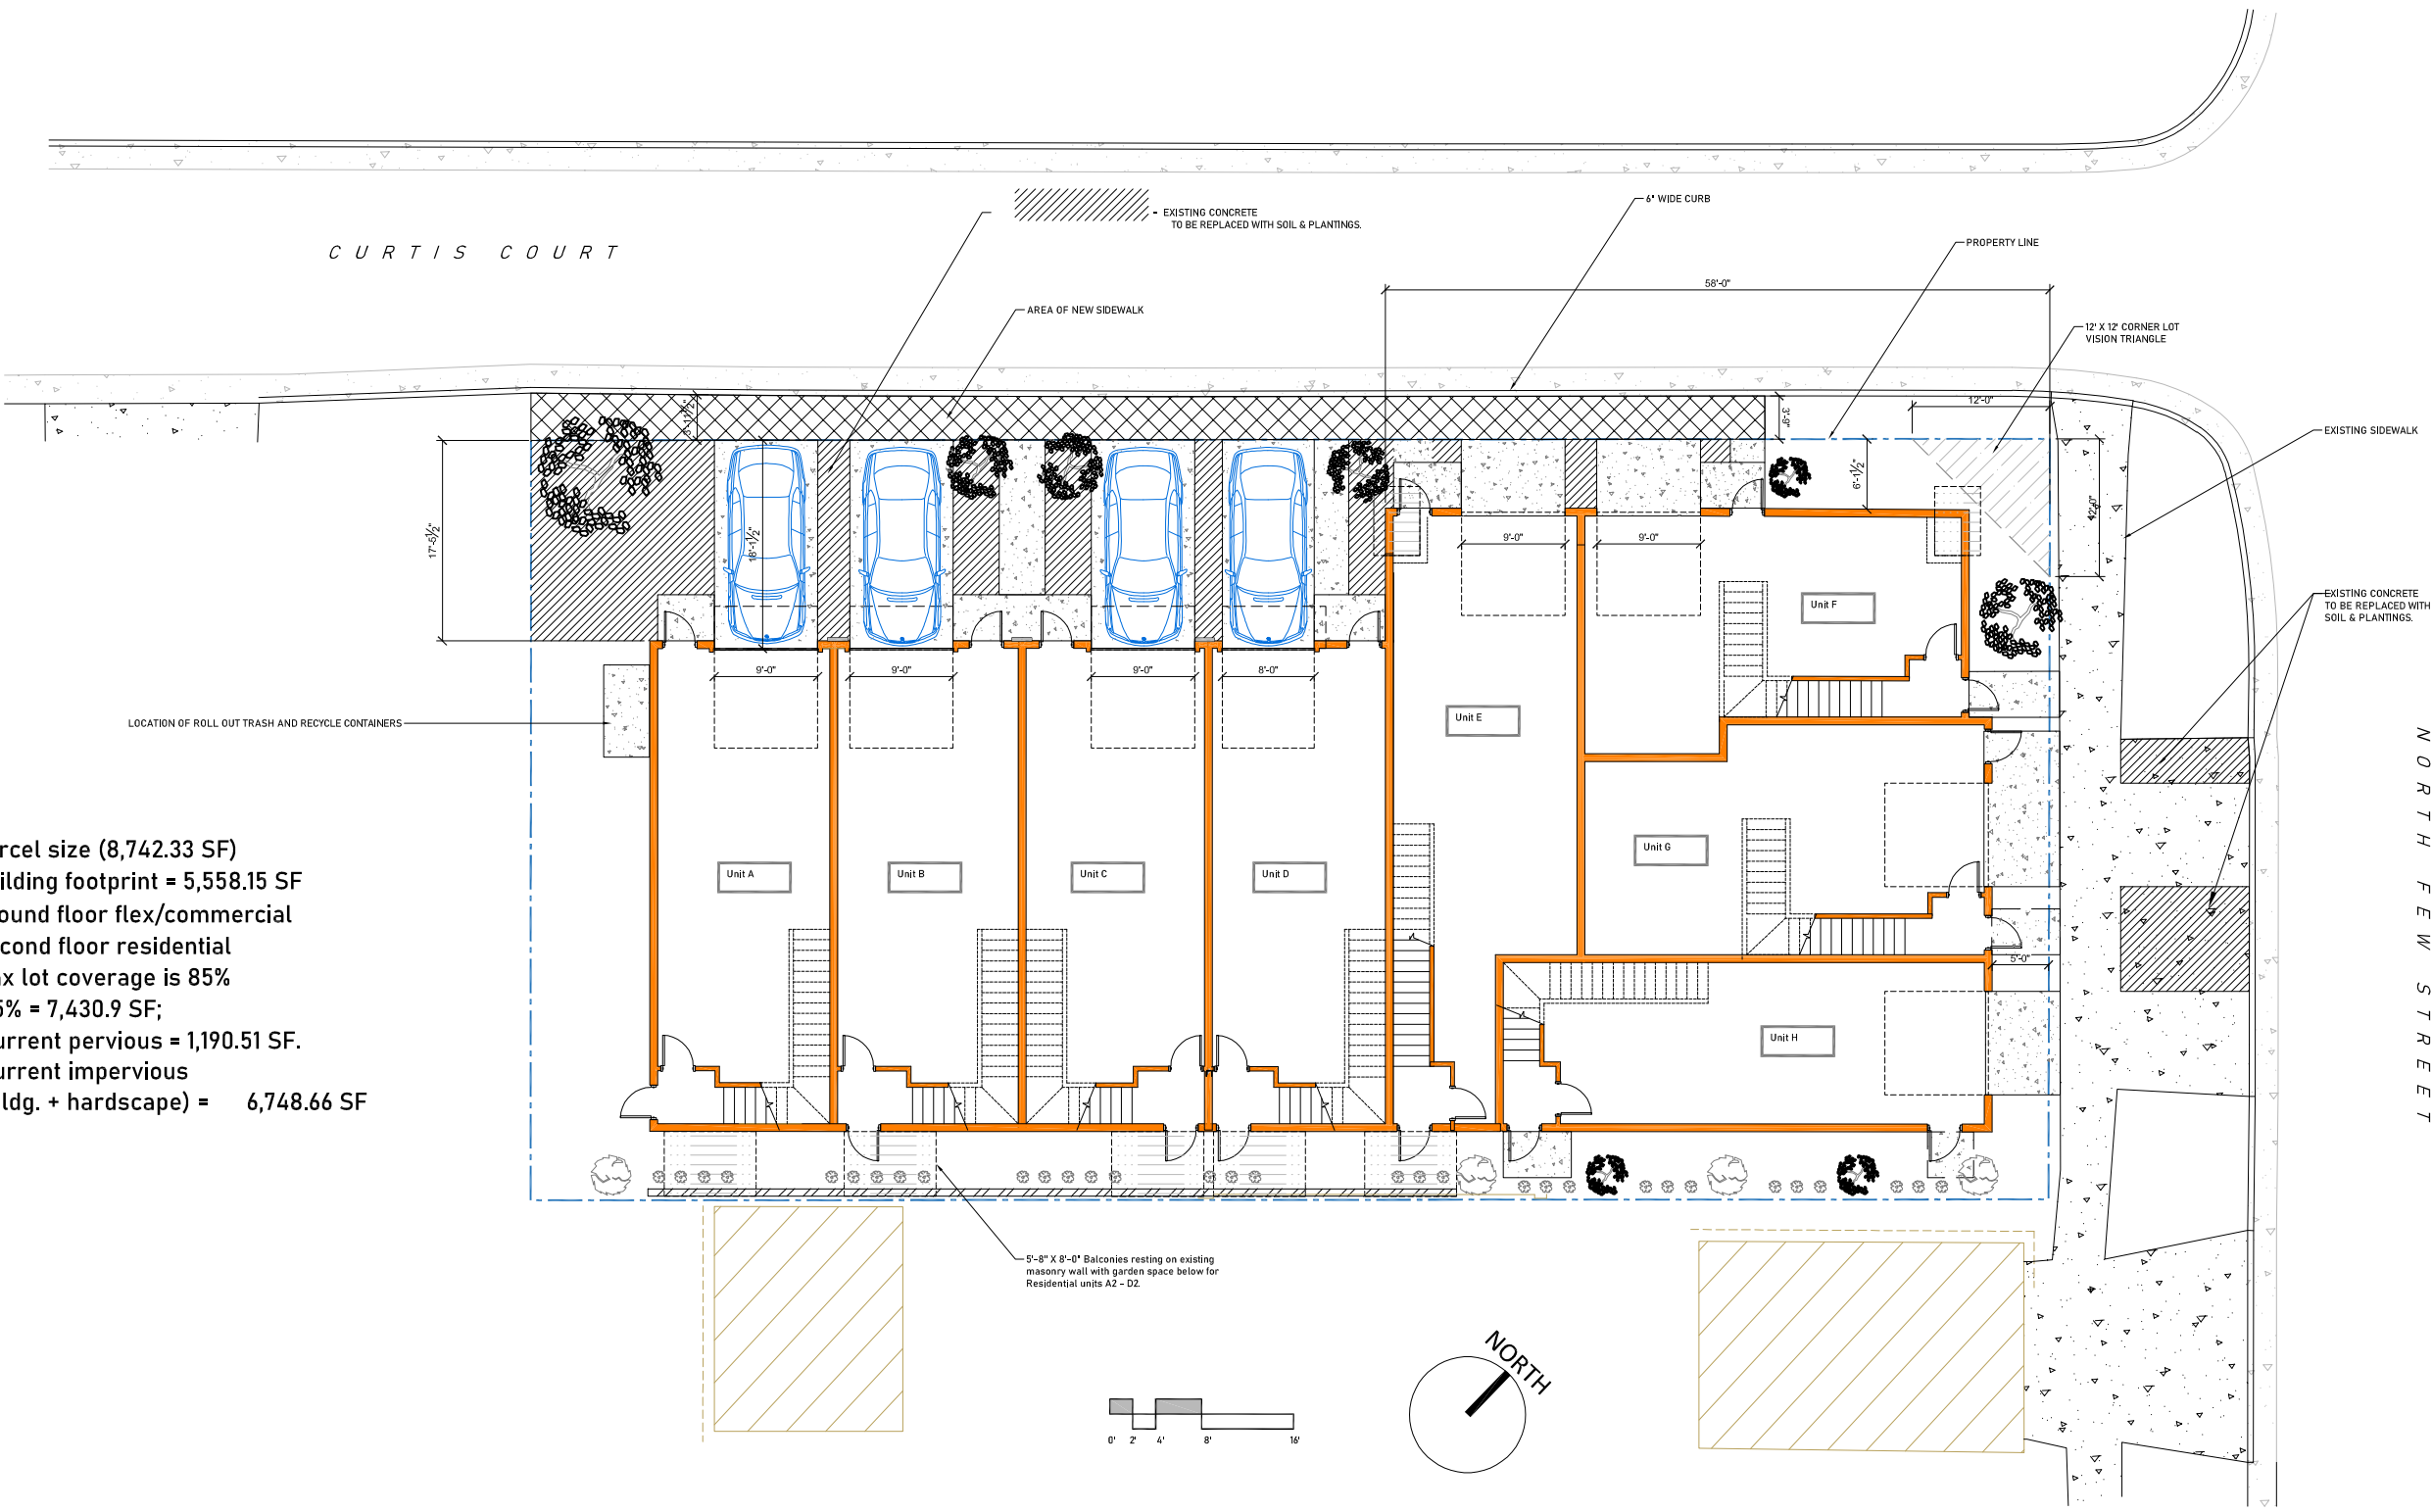 6" WIDE CURB
- EXISTING CONCRETE
TO BE REPLACED WITH SOIL & PLANTINGS.
PROPERTY LINE
CURTIS COURT
58'-0"
AREA OF NEW SIDEWALK
12' X 12' CORNER LOT
VISION TRIANGLE
12'-0"
3'-9"
EXISTING SIDEWALK
17'-5½"
18'-1½"
6'-1½"
9'-0"
9'-0"
EXISTING CONCRETE
TO BE REPLACED WITH
SOIL & PLANTINGS.
Unit F
9'-0"
9'-0"
9'-0"
8'-0"
LOCATION OF ROLL OUT TRASH AND RECYCLE CONTAINERS
Unit E
NORTH FEW STREET
Unit G
rcel size (8,742.33 SF)
ilding footprint = 5,558.15 SF
ound floor flex/commercial
cond floor residential
ax lot coverage is 85%
5% = 7,430.9 SF;
urrent pervious = 1,190.51 SF.
urrent impervious
ldg. + hardscape) = 6,748.66 SF
Unit A
Unit B
Unit C
Unit D
5'-0"
Unit H
5'-8" X 8'-0" Balconies resting on existing
masonry wall with garden space below for
Residential units A2 - D2.
NORTH
0' 2' 4' 8' 16'